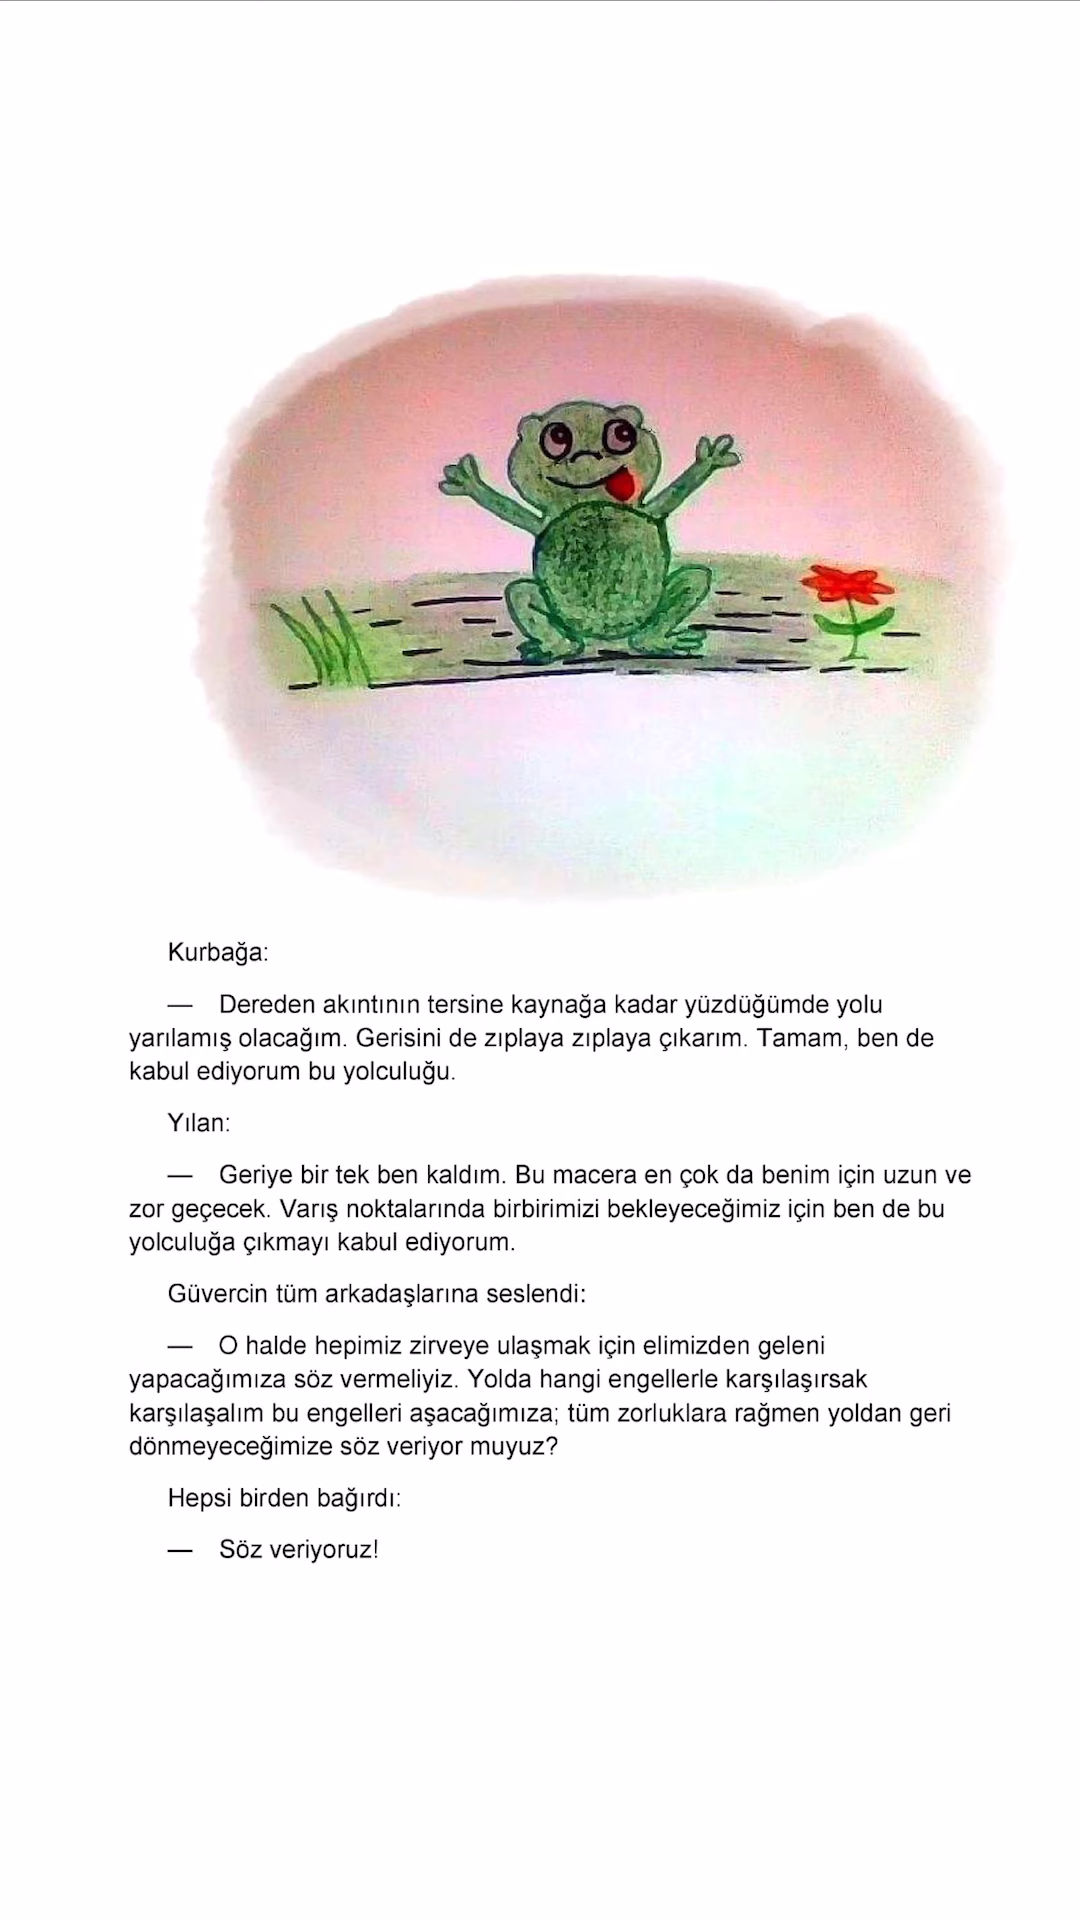 Kurbağa:
— Dereden akıntının tersine kaynağa kadar yüzdüğümde yolu
yarılamış olacağım. Gerisini de zıplaya zıplaya çıkarım. Tamam, ben de
kabul ediyorum bu yolculuğu.
Yılan:
— Geriye bir tek ben kaldım. Bu macera en çok da benim için uzun ve
zor geçecek. Varış noktalarında birbirimizi bekleyeceğimiz için ben de bu
yolculuğa çıkmayı kabul ediyorum.
Güvercin tüm arkadaşlarına seslendi:
— O halde hepimiz zirveye ulaşmak için elimizden geleni
yapacağımıza söz vermeliyiz. Yolda hangi engellerle karşılaşırsak
karşılaşalım bu engelleri aşacağımıza; tüm zorluklara rağmen yoldan geri
dönmeyeceğimize söz veriyor muyuz?
Hepsi birden bağırdı:
— Söz veriyoruz!